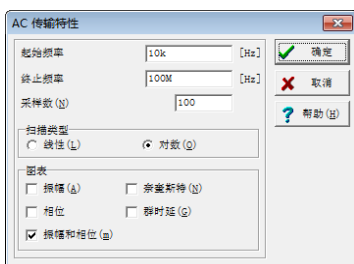 AC 传输特性
起始频率 10k [Hz] 确定
终止频率 100M [Hz] 取消
采样数(N) 100 帮助(H)
扫描类型
线性(L) 对数(O)
图表
振幅(A) 奈奎斯特(N)
相位 群时延(G)
振幅和相位(m)